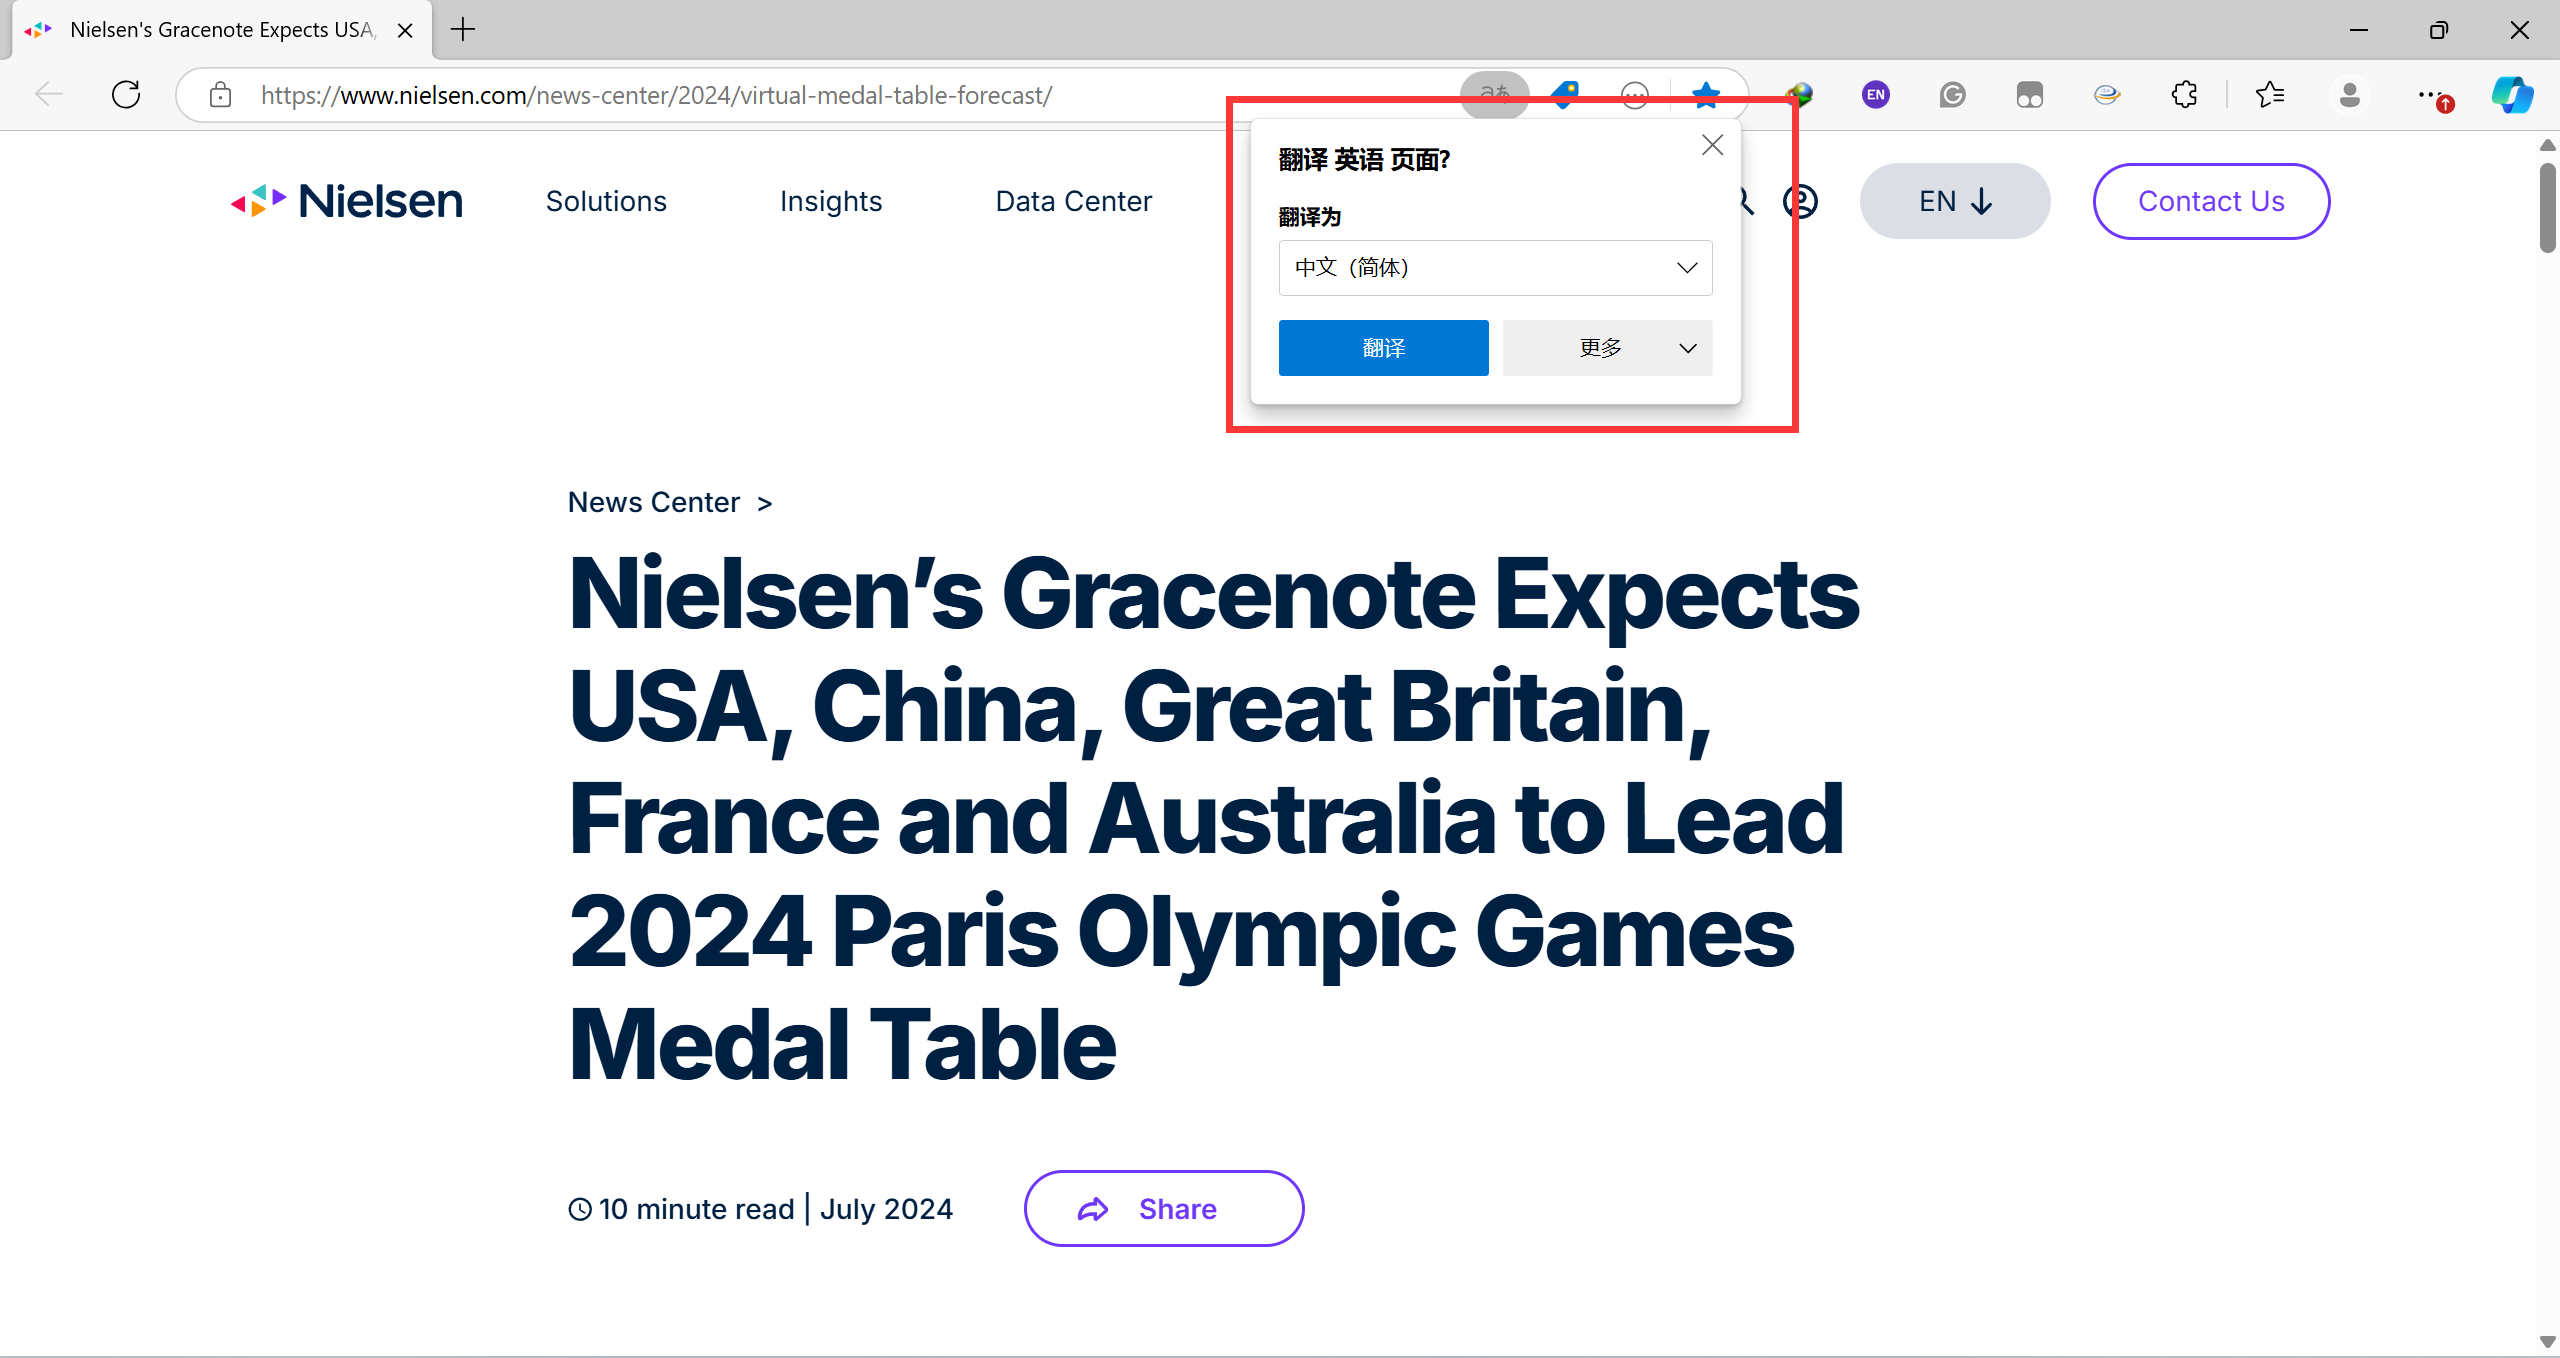 Nielsen's Gracenote Expects USA,
https://www.nielsen.com/news-center/2024/virtual-medal-table-forecast/
EN
Nielsen
Solutions
Insights
Data Center
EN ↓
Contact Us
翻译 英语 页面?
翻译为
中文（简体）
翻译
更多
News Center >
Nielsen’s Gracenote Expects
USA, China, Great Britain,
France and Australia to Lead
2024 Paris Olympic Games
Medal Table
10 minute read | July 2024
Share